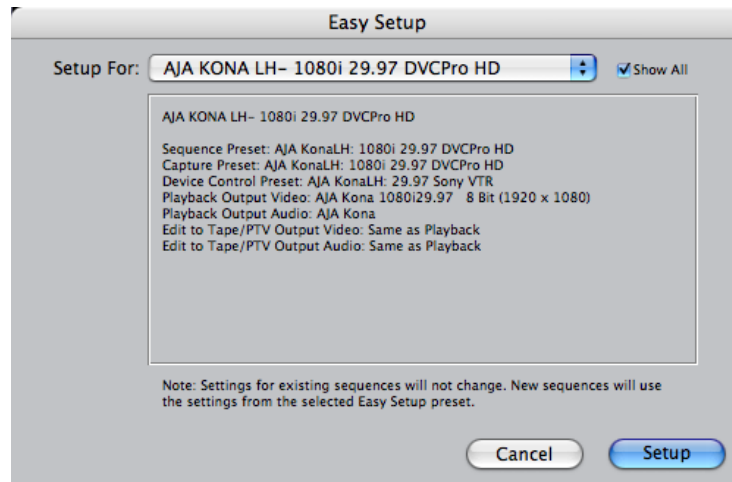 Easy Setup
Setup For: AJA KONA LH– 1080i 29.97 DVCPro HD Show All
AJA KONA LH– 1080i 29.97 DVCPro HD
Sequence Preset: AJA KonaLH: 1080i 29.97 DVCPro HD
Capture Preset: AJA KonaLH: 1080i 29.97 DVCPro HD
Device Control Preset: AJA KonaLH: 29.97 Sony VTR
Playback Output Video: AJA Kona 1080i29.97   8 Bit (1920 x 1080)
Playback Output Audio: AJA Kona
Edit to Tape/PTV Output Video: Same as Playback
Edit to Tape/PTV Output Audio: Same as Playback
Note: Settings for existing sequences will not change. New sequences will use
the settings from the selected Easy Setup preset.
Cancel Setup